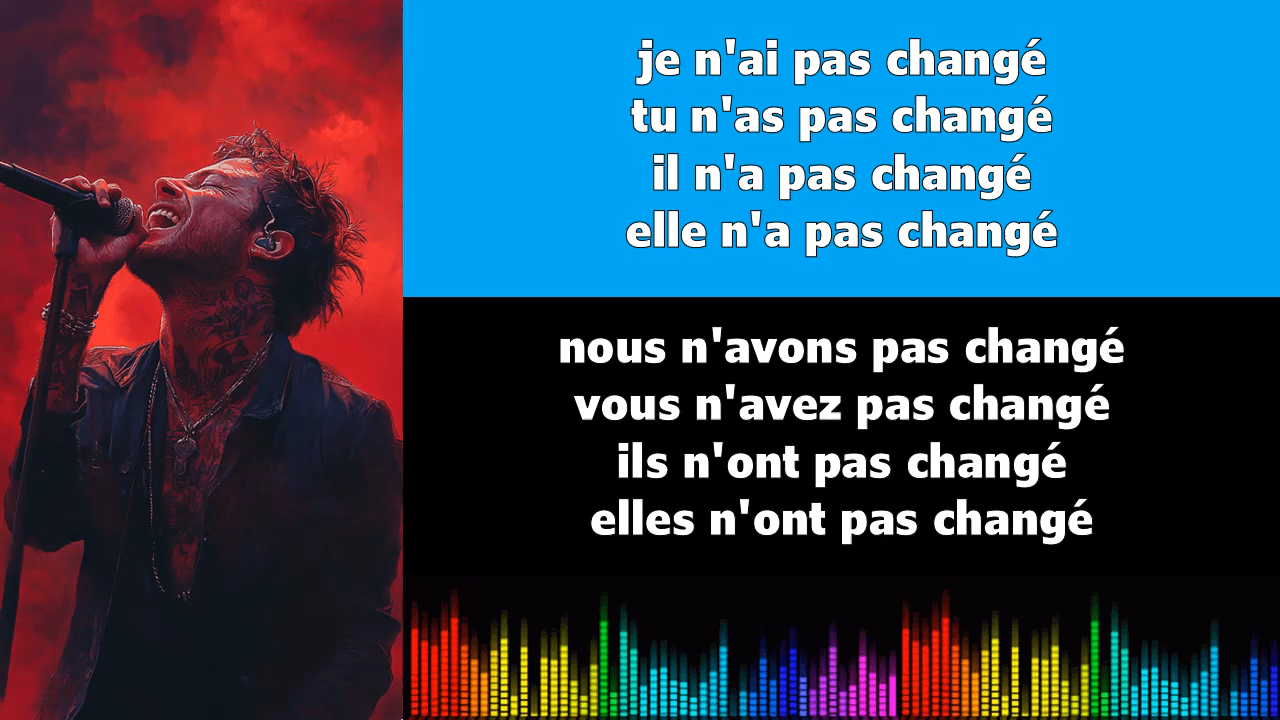 je n'ai pas changé
tu n'as pas changé
il n'a pas changé
elle n'a pas changé
nous n'avons pas changé
vous n'avez pas changé
ils n'ont pas changé
elles n'ont pas changé